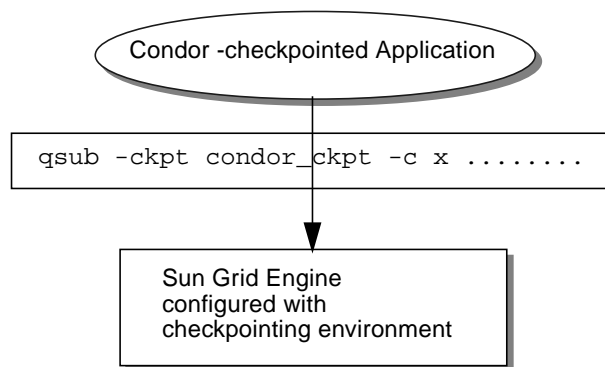 Condor -checkpointed Application
qsub -ckpt condor_ckpt -c x ........
Sun Grid Engine
configured with
checkpointing environment